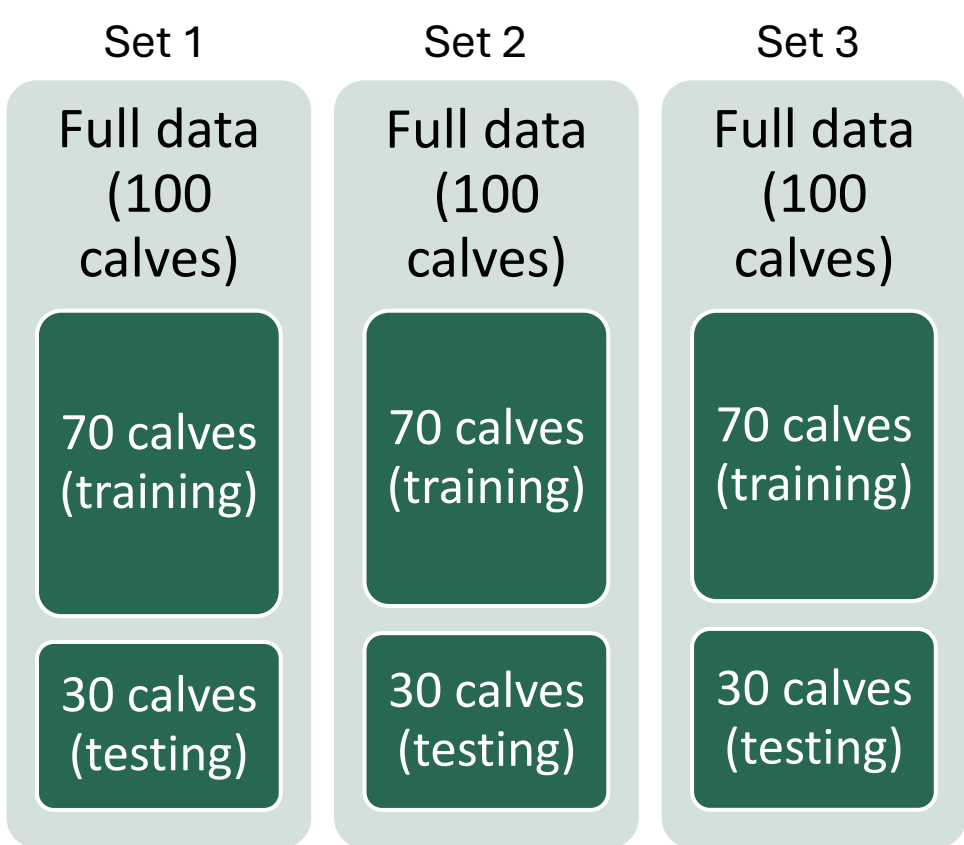 Set 1
Full data
(100
calves)
70 calves
(training)
30 calves
(testing)
Set 2
Full data
(100
calves)
70 calves
(training)
30 calves
(testing)
Set 3
Full data
(100
calves)
70 calves
(training)
30 calves
(testing)